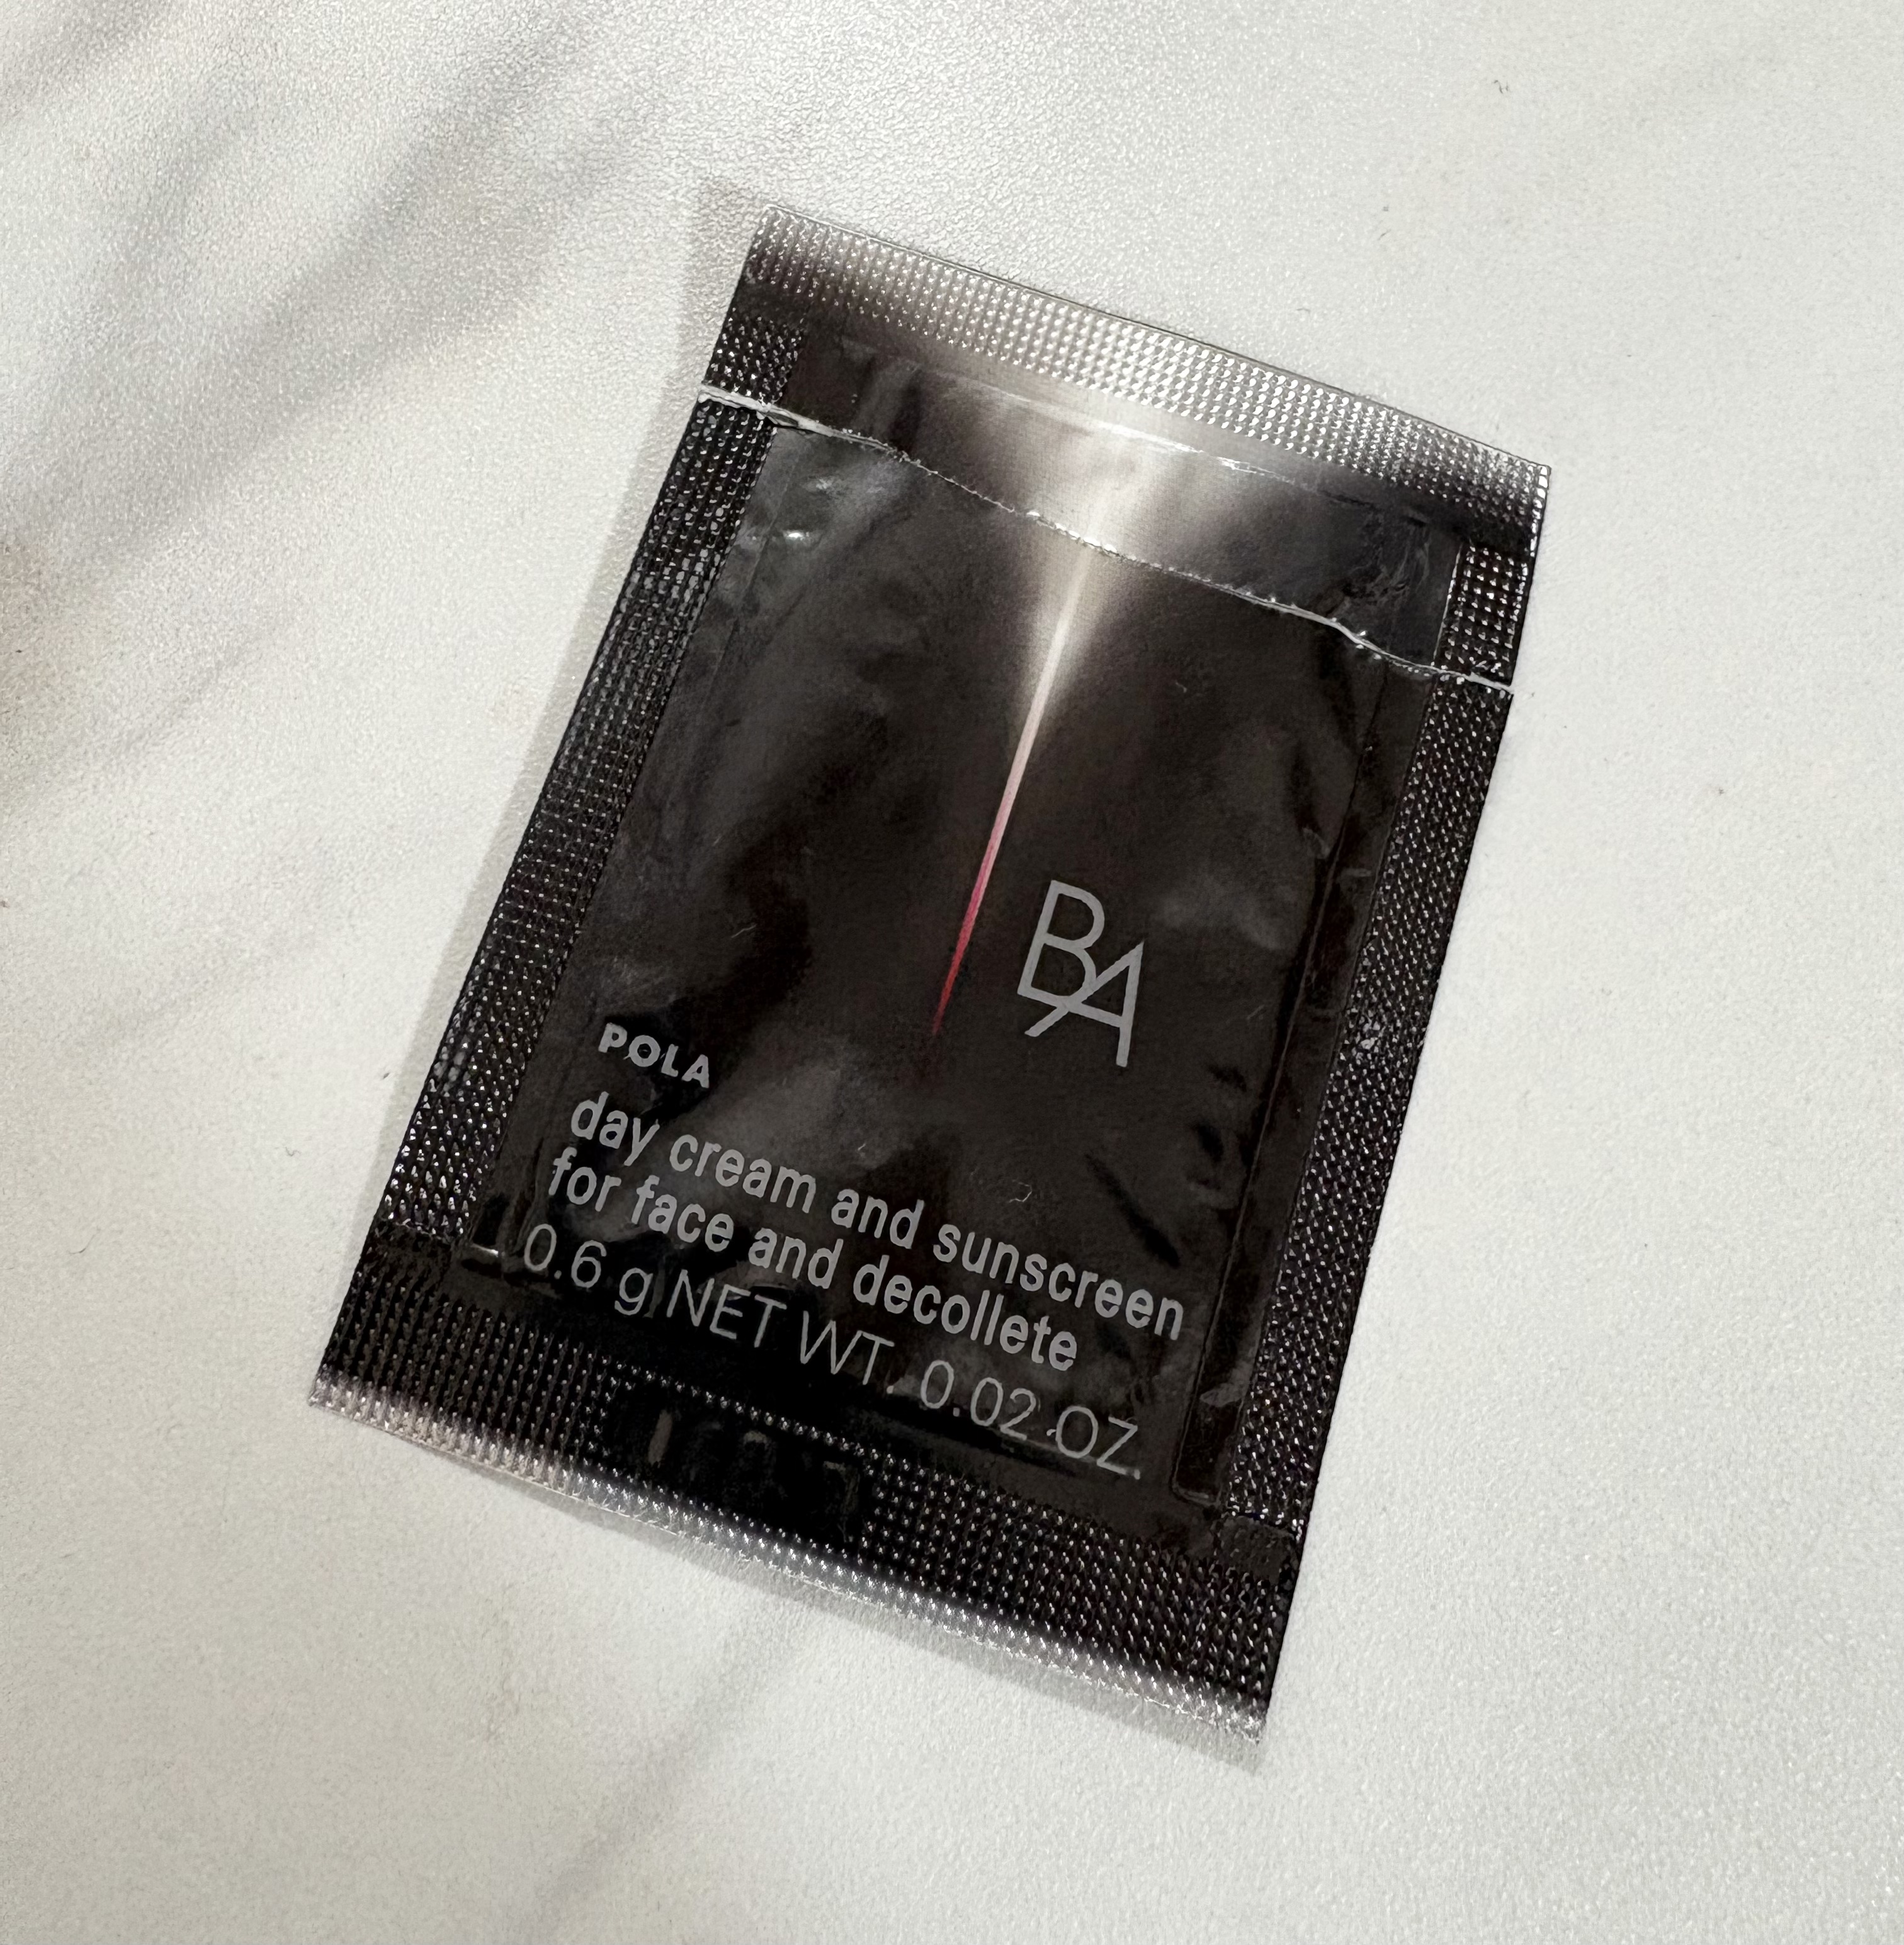 BA
POLA
day cream and sunscreen
for face and decollete
0.6 g NET WT. 0.02 OZ.